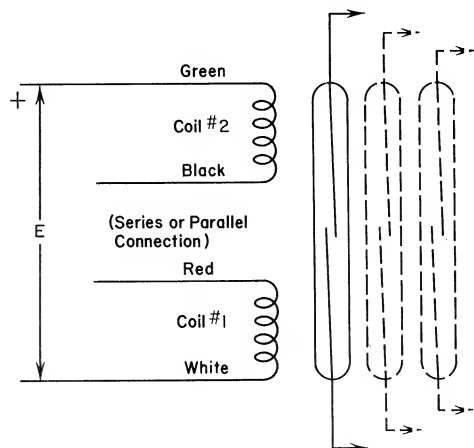 Green
+
Coil #2
Black
E
(Series or Parallel
Connection)
Red
Coil #1
White